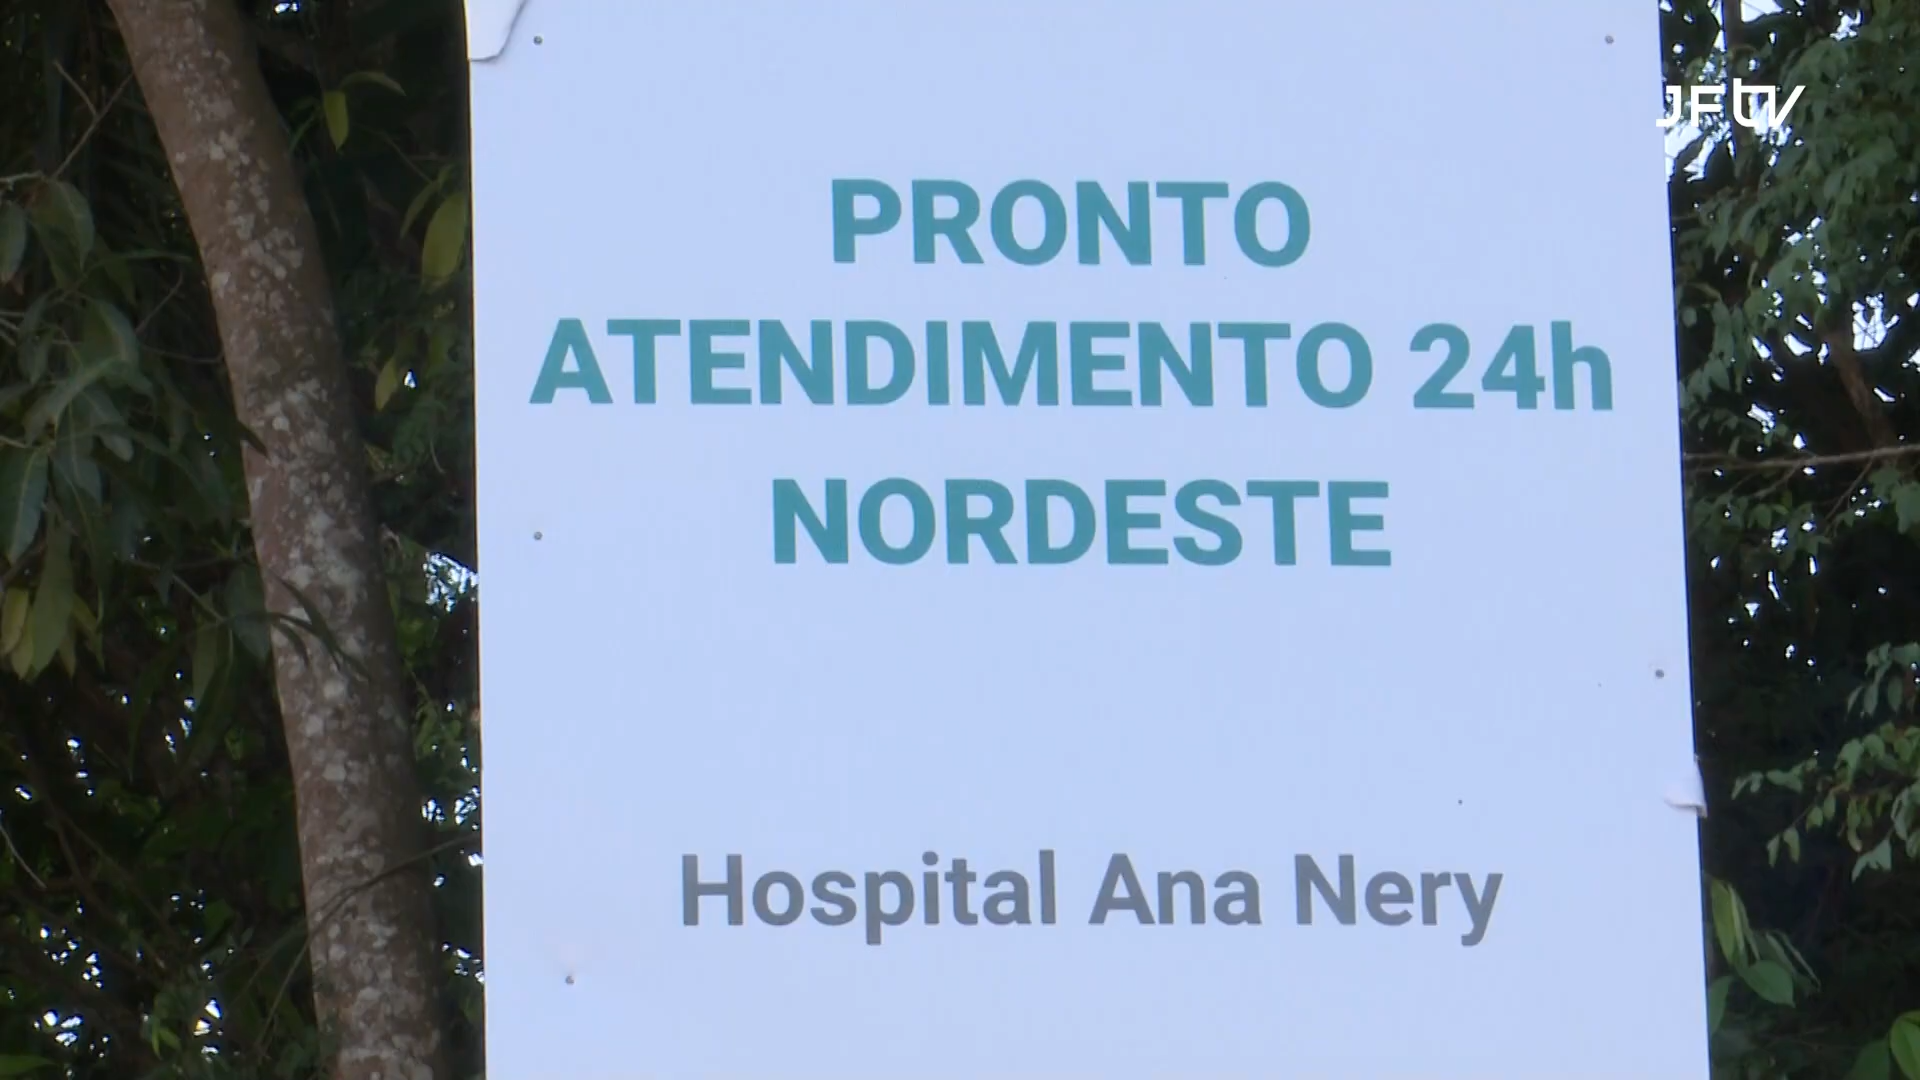 JFtv
PRONTO
ATENDIMENTO 24h
NORDESTE
Hospital Ana Nery